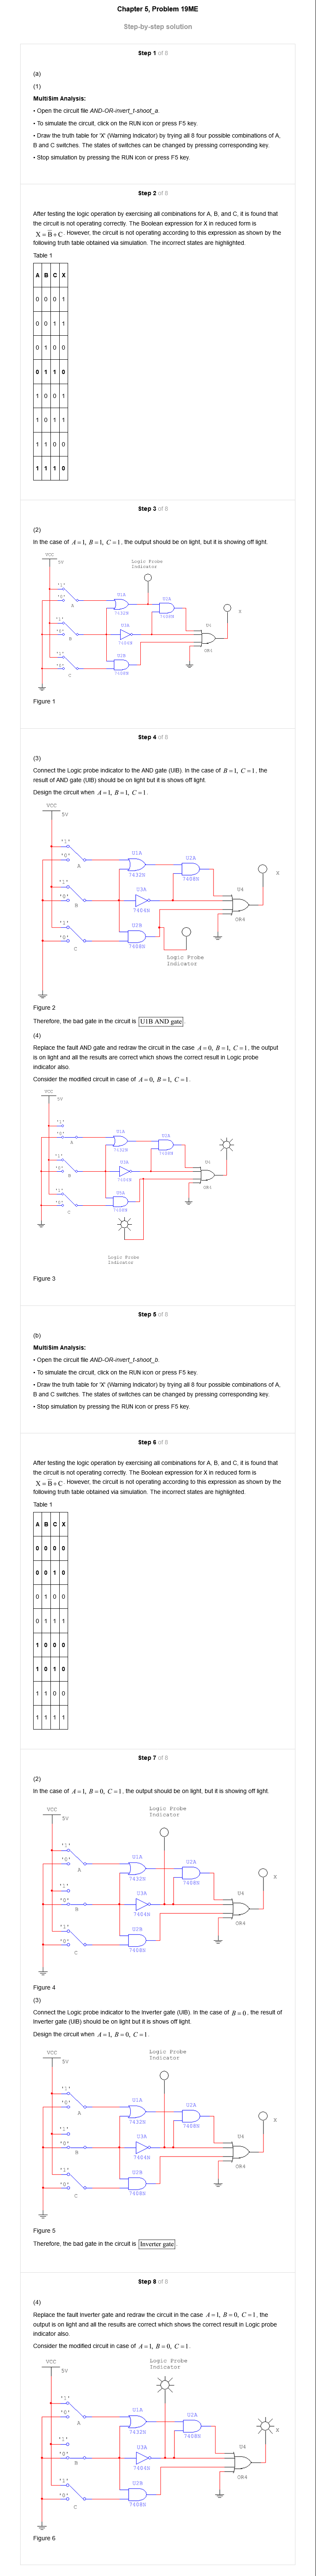 Chapter 5, Problem 19ME
Step-by-step solution
Step 1 of 8
(a)
(1)
MultiSim Analysis:
• Open the circuit file AND-OR-invert_t-shoot_a.
• To simulate the circuit, click on the RUN icon or press F5 key.
• Draw the truth table for 'X' (Warning Indicator) by trying all 8 four possible combinations of A,
B and C switches. The states of switches can be changed by pressing corresponding key.
• Stop simulation by pressing the RUN icon or press F5 key.
Step 2 of 8
After testing the logic operation by exercising all combinations for A, B, and C, it is found that
the circuit is not operating correctly. The Boolean expression for X in reduced form is
X = B̅ + C. However, the circuit is not operating according to this expression as shown by the
following truth table obtained via simulation. The incorrect states are highlighted.
Table 1
A B C X
0 0 0 1
0 0 1 1
0 1 0 0
0 1 1 0
1 0 0 1
1 0 1 1
1 1 0 0
1 1 1 0
Step 3 of 8
(2)
In the case of A=1, B=1, C=1, the output should be on light, but it is showing off light.
VCC
5V
Logic Probe
Indicator
'1'
'0'
A
U1A
7432N
U2A
7408N
X
'1'
'0'
B
U3A
7404N
U4
OR4
'1'
'0'
C
U2B
7408N
Figure 1
Step 4 of 8
(3)
Connect the Logic probe indicator to the AND gate (UIB). In the case of B=1, C=1, the
result of AND gate (UIB) should be on light but it is shows off light.
Design the circuit when A=1, B=1, C=1.
VCC
5V
'1'
'0'
A
U1A
7432N
U2A
7408N
X
'1'
'0'
B
U3A
7404N
U4
OR4
'1'
'0'
C
U2A
7408N
Logic Probe
Indicator
Figure 2
Therefore, the bad gate in the circuit is U1B AND gate.
(4)
Replace the fault AND gate and redraw the circuit in the case A=0, B=1, C=1, the output
is on light and all the results are correct which shows the correct result in Logic probe
indicator also.
Consider the modified circuit in case of A=0, B=1, C=1.
VCC
5V
'1'
'0'
A
U1A
7432N
U2A
7408N
'1'
'0'
B
U3A
7404N
U4
'1'
'0'
C
U5A
7408N
Logic Probe
Indicator
Figure 3
Step 5 of 8
(b)
MultiSim Analysis:
• Open the circuit file AND-OR-invert_t-shoot_b.
• To simulate the circuit, click on the RUN icon or press F5 key.
• Draw the truth table for 'X' (Warning Indicator) by trying all 8 four possible combinations of A,
B and C switches. The states of switches can be changed by pressing corresponding key.
• Stop simulation by pressing the RUN icon or press F5 key.
Step 6 of 8
After testing the logic operation by exercising all combinations for A, B, and C, it is found that
the circuit is not operating correctly. The Boolean expression for X in reduced form is
X = B̅ + C. However, the circuit is not operating according to this expression as shown by the
following truth table obtained via simulation. The incorrect states are highlighted.
Table 1
A B C X
0 0 0 0
0 0 1 0
0 1 0 0
0 1 1 1
1 0 0 0
1 0 1 0
1 1 0 0
1 1 1 1
Step 7 of 8
(2)
In the case of A=1, B=0, C=1, the output should be on light, but it is showing off light.
VCC
5V
Logic Probe
Indicator
'1'
'0'
A
U1A
7432N
U2A
7408N
X
'1'
'0'
B
U3A
7404N
U4
OR4
'1'
'0'
C
U2B
7408N
Figure 4
(3)
Connect the Logic probe indicator to the Inverter gate (UIB). In the case of B=0, the result of
Inverter gate (UIB) should be on light but it is shows off light.
Design the circuit when A=1, B=0, C=1.
VCC
5V
Logic Probe
Indicator
'1'
'0'
A
U1A
7432N
U2A
7408N
X
'1'
'0'
B
U3A
7404N
U4
OR4
'1'
'0'
C
U2B
7408N
Figure 5
Therefore, the bad gate in the circuit is Inverter gate.
Step 8 of 8
(4)
Replace the fault Inverter gate and redraw the circuit in the case A=1, B=0, C=1, the
output is on light and all the results are correct which shows the correct result in Logic probe
indicator also.
Consider the modified circuit in case of A=1, B=0, C=1.
VCC
5V
Logic Probe
Indicator
'1'
'0'
A
U1A
7432N
U2A
7408N
X
'1'
'0'
B
U3A
7404N
U4
OR4
'1'
'0'
C
U2B
7408N
Figure 6